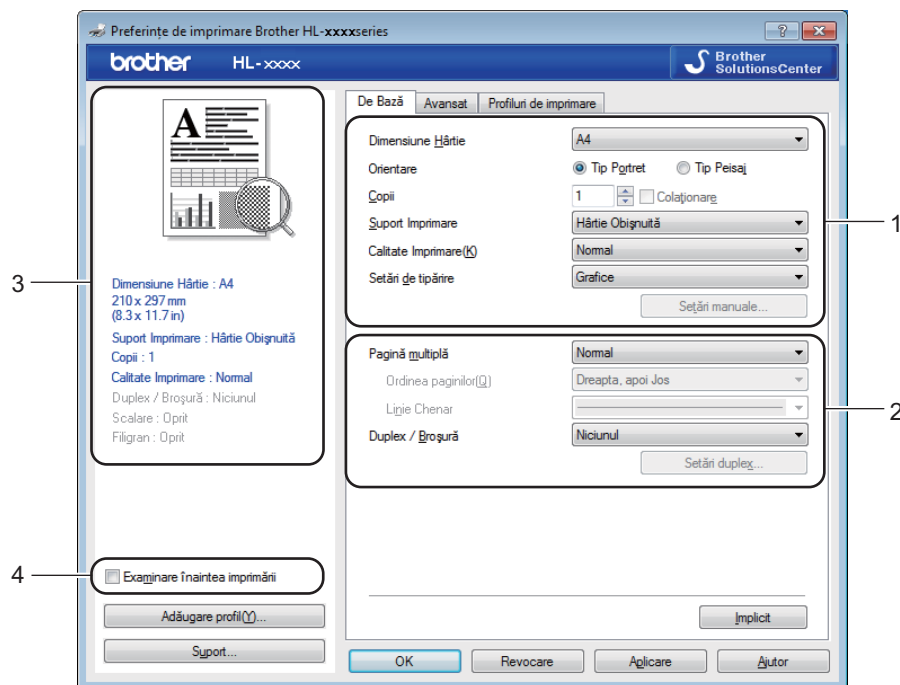 Preferințe de imprimare Brother HL-xxxxseries
brother HL-xxxx
Brother
SolutionsCenter
De Bază Avansat Profiluri de imprimare
A
Dimensiune Hârtie A4
Orientare Tip Portret Tip Peisaj
Copii 1 Colaționare
Suport Imprimare Hârtie Obișnuită
Calitate Imprimare(K) Normal
Setări de tipărire Grafice
Setări manuale...
1
3
Dimensiune Hârtie : A4
210 x 297 mm
(8.3 x 11.7 in)
Suport Imprimare : Hârtie Obișnuită
Copii : 1
Calitate Imprimare : Normal
Duplex / Broșură : Niciunul
Scalare : Oprit
Filigran : Oprit
Pagină multiplă Normal
Ordinea paginilor(Q) Dreapta, apoi Jos
Linie Chenar
Duplex / Broșură Niciunul
Setări duplex...
2
4
Examinare înaintea imprimării
Adăugare profil(Y)...
Suport...
Implicit
OK Revocare Aplicare Ajutor